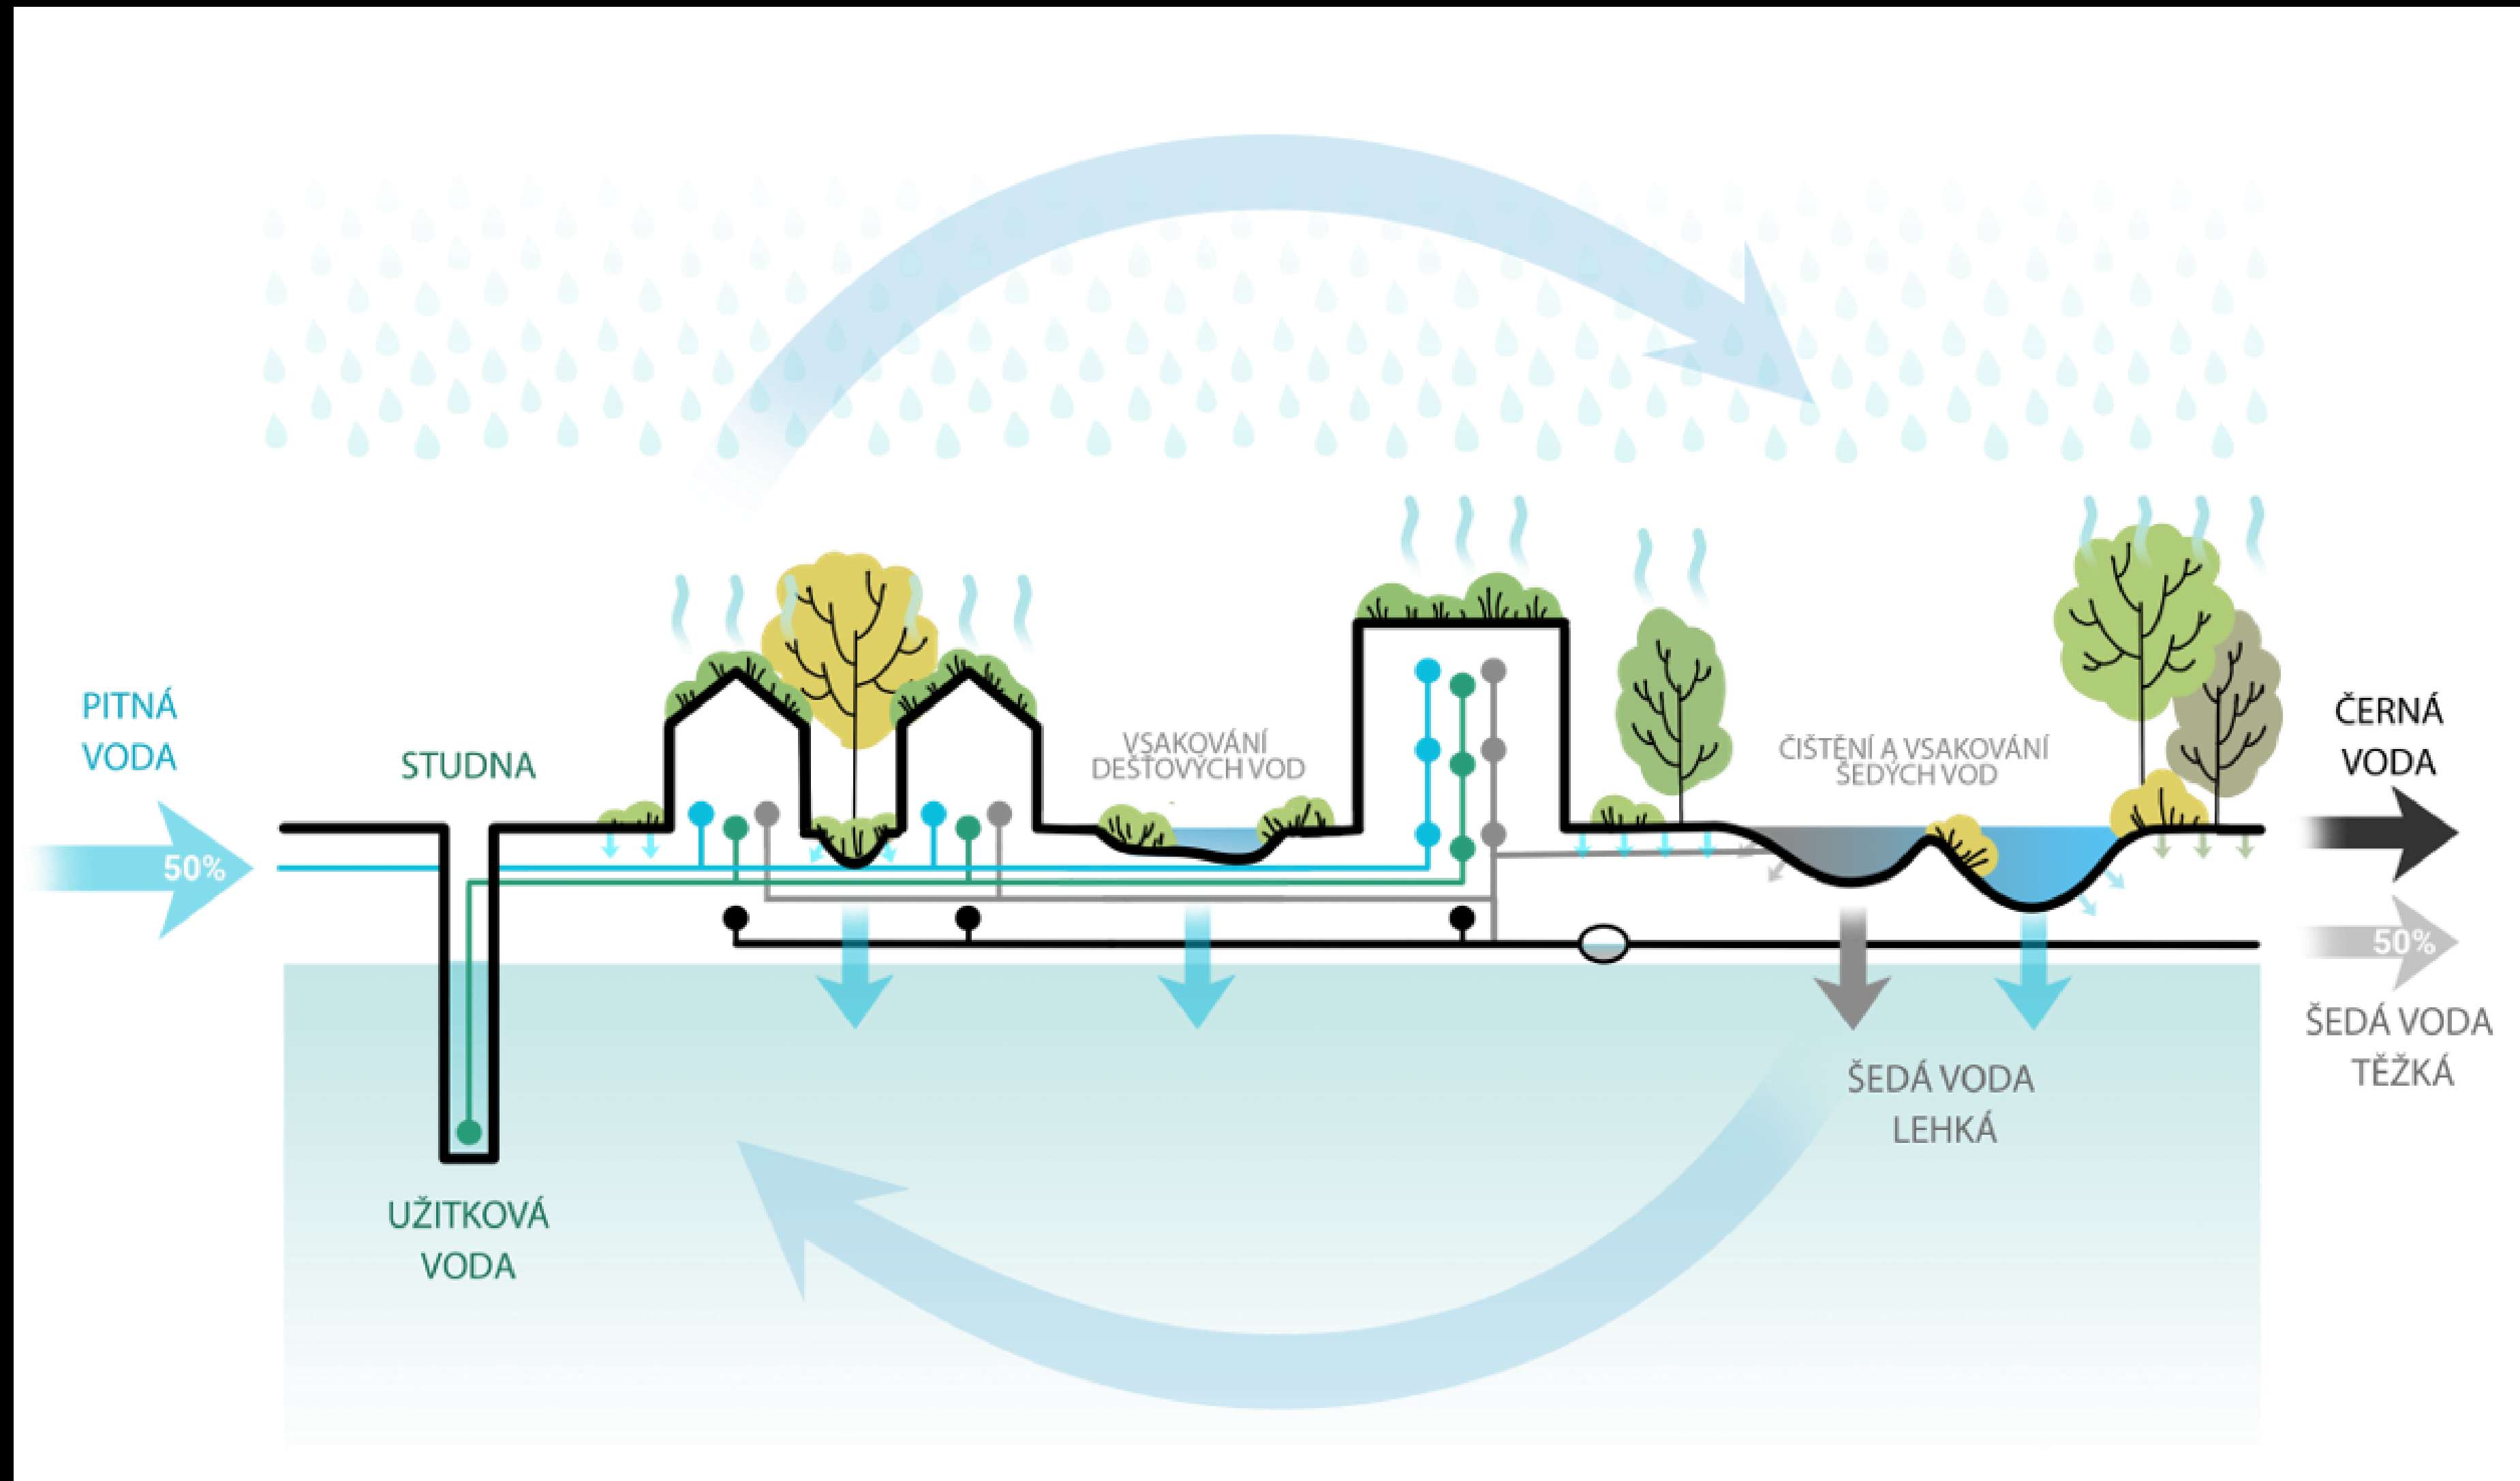 PITNÁ
VODA
50%
STUDNA
UŽITKOVÁ
VODA
VSAKOVÁNÍ
DEŠŤOVÝCH VOD
ČIŠTĚNÍ A VSAKOVÁNÍ
ŠEDÝCH VOD
ŠEDÁ VODA
LEHKÁ
ČERNÁ
VODA
50%
ŠEDÁ VODA
TĚŽKÁ